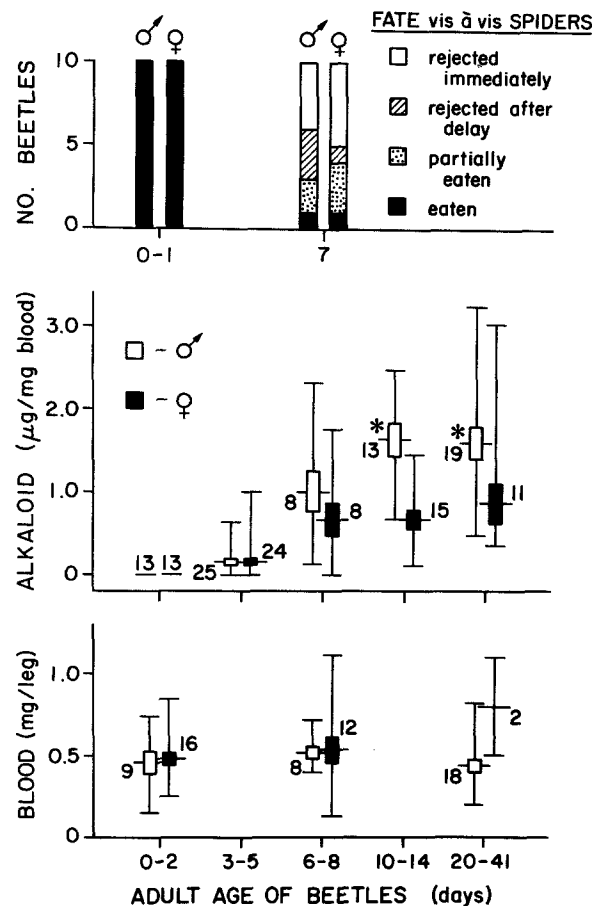 FATE vis à vis SPIDERS
♂ ♀ ♂ ♀
rejected
immediately
rejected after
delay
partially
eaten
eaten
NO. BEETLES
10
5
0
0-1 7
ALKALOID (µg/mg blood)
3.0
2.0
1.0
0
~ ♂
~ ♀
13 13
25 24
8 8
* 13 15
* 19 11
BLOOD (mg/leg)
1.0
0.5
0
9 16
8 12
18 2
0-2 3-5 6-8 10-14 20-41
ADULT AGE OF BEETLES (days)